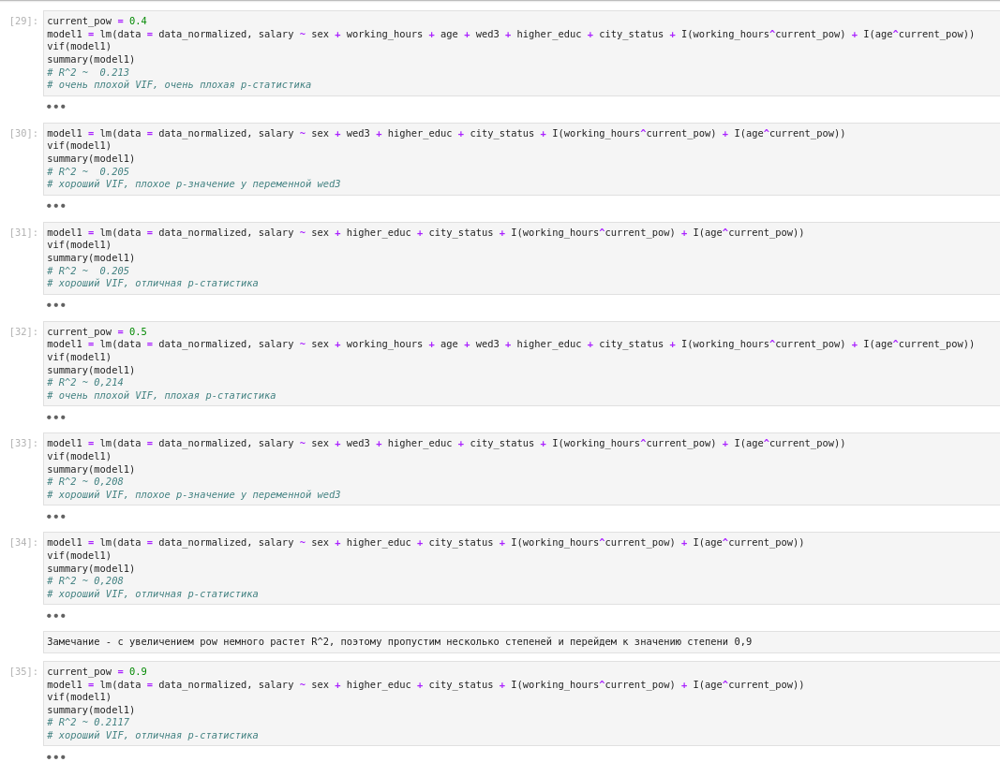 [29]:
current_pow = 0.4
model1 = lm(data = data_normalized, salary ~ sex + working_hours + age + wed3 + higher_educ + city_status + I(working_hours^current_pow) + I(age^current_pow))
vif(model1)
summary(model1)
# R^2 ~  0.213
# очень плохой VIF, очень плохая p-статистика
[30]:
model1 = lm(data = data_normalized, salary ~ sex + wed3 + higher_educ + city_status + I(working_hours^current_pow) + I(age^current_pow))
vif(model1)
summary(model1)
# R^2 ~  0.205
# хороший VIF, плохое p-значение у переменной wed3
[31]:
model1 = lm(data = data_normalized, salary ~ sex + higher_educ + city_status + I(working_hours^current_pow) + I(age^current_pow))
vif(model1)
summary(model1)
# R^2 ~  0.205
# хороший VIF, отличная p-статистика
[32]:
current_pow = 0.5
model1 = lm(data = data_normalized, salary ~ sex + working_hours + age + wed3 + higher_educ + city_status + I(working_hours^current_pow) + I(age^current_pow))
vif(model1)
summary(model1)
# R^2 ~ 0,214
# очень плохой VIF, плохая p-статистика
[33]:
model1 = lm(data = data_normalized, salary ~ sex + wed3 + higher_educ + city_status + I(working_hours^current_pow) + I(age^current_pow))
vif(model1)
summary(model1)
# R^2 ~ 0,208
# хороший VIF, плохое p-значение у переменной wed3
[34]:
model1 = lm(data = data_normalized, salary ~ sex + higher_educ + city_status + I(working_hours^current_pow) + I(age^current_pow))
vif(model1)
summary(model1)
# R^2 ~ 0,208
# хороший VIF, отличная p-статистика
Замечание - с увеличением pow немного растет R^2, поэтому пропустим несколько степеней и перейдем к значению степени 0,9
[35]:
current_pow = 0.9
model1 = lm(data = data_normalized, salary ~ sex + higher_educ + city_status + I(working_hours^current_pow) + I(age^current_pow))
vif(model1)
summary(model1)
# R^2 ~ 0.2117
# хороший VIF, отличная p-статистика